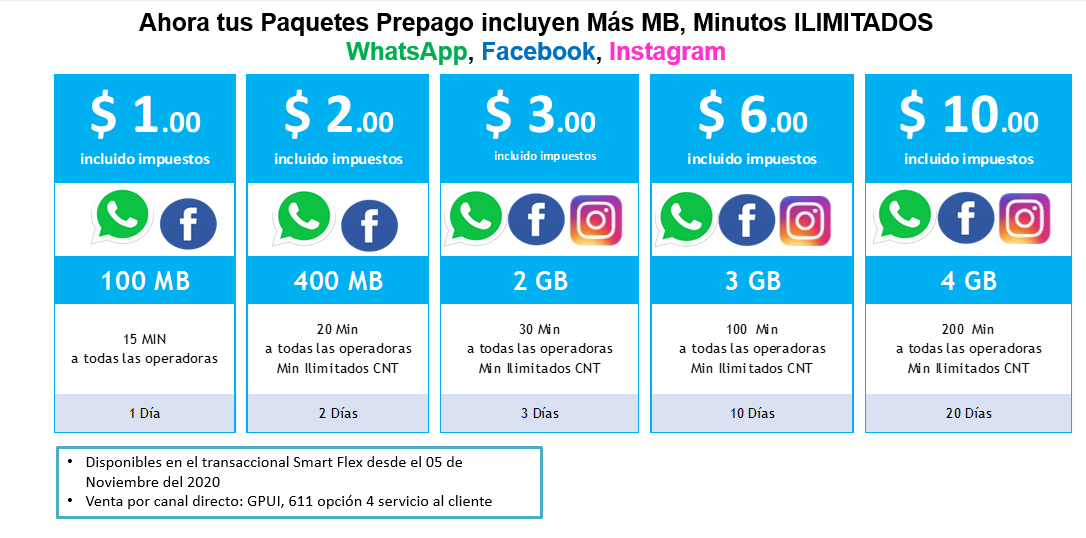 Ahora tus Paquetes Prepago incluyen Más MB, Minutos ILIMITADOS
WhatsApp, Facebook, Instagram
$ 1.00
incluido impuestos
100 MB
15 MIN
a todas las operadoras
1 Día
$ 2.00
incluido impuestos
400 MB
20 Min
a todas las operadoras
Min Ilimitados CNT
2 Días
$ 3.00
incluido impuestos
2 GB
30 Min
a todas las operadoras
Min Ilimitados CNT
3 Días
$ 6.00
incluido impuestos
3 GB
100 Min
a todas las operadoras
Min Ilimitados CNT
10 Días
$ 10.00
incluido impuestos
4 GB
200 Min
a todas las operadoras
Min Ilimitados CNT
20 Días
• Disponibles en el transaccional Smart Flex desde el 05 de
Noviembre del 2020
• Venta por canal directo: GPUI, 611 opción 4 servicio al cliente